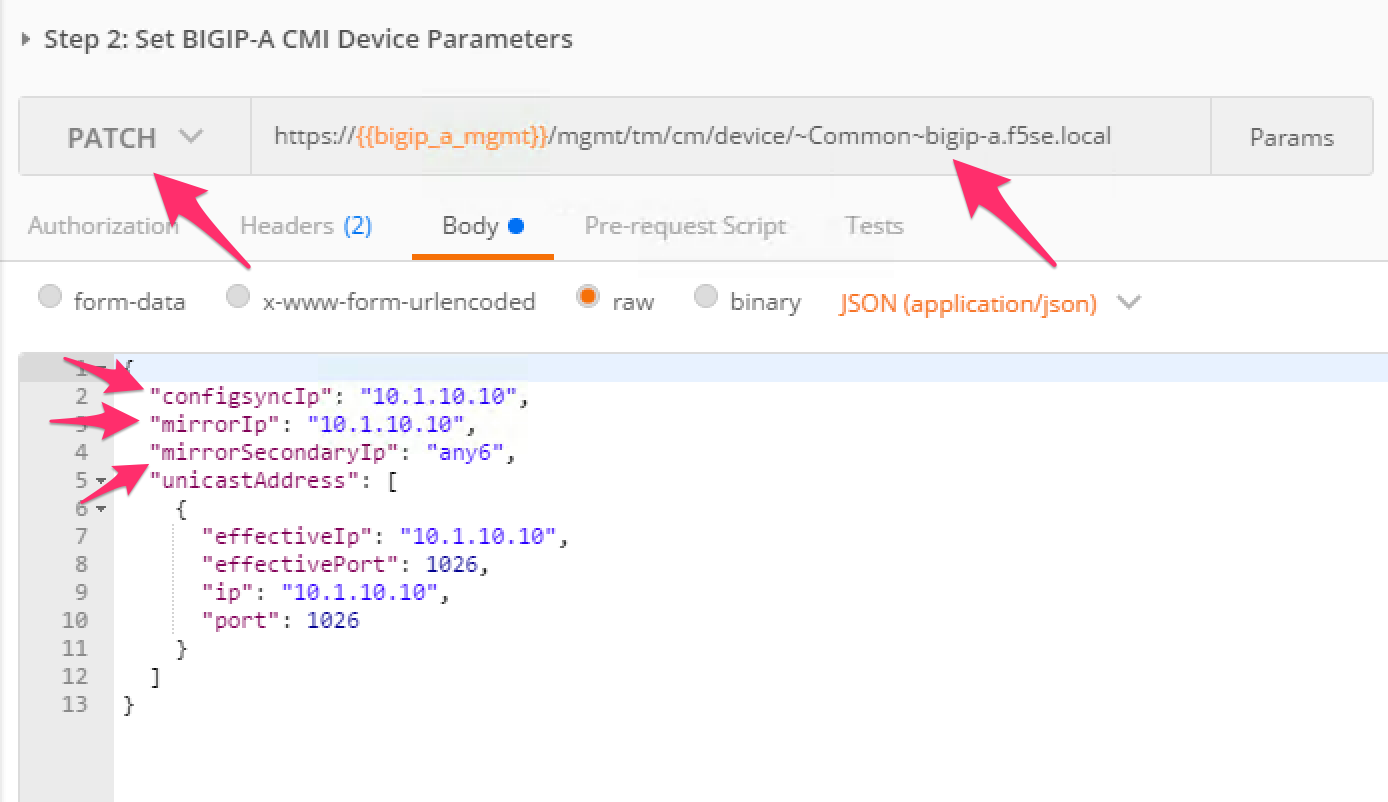 Step 2: Set BIGIP-A CMI Device Parameters
PATCH https://{{bigip_a_mgmt}}/mgmt/tm/cm/device/~Common~bigip-a.f5se.local Params
Authorization Headers (2) Body Pre-request Script Tests
form-data x-www-form-urlencoded raw binary JSON (application/json)
1 {
2 "configsyncIp": "10.1.10.10",
3 "mirrorIp": "10.1.10.10",
4 "mirrorSecondaryIp": "any6",
5 "unicastAddress": [
6 {
7 "effectiveIp": "10.1.10.10",
8 "effectivePort": 1026,
9 "ip": "10.1.10.10",
10 "port": 1026
11 }
12 ]
13 }